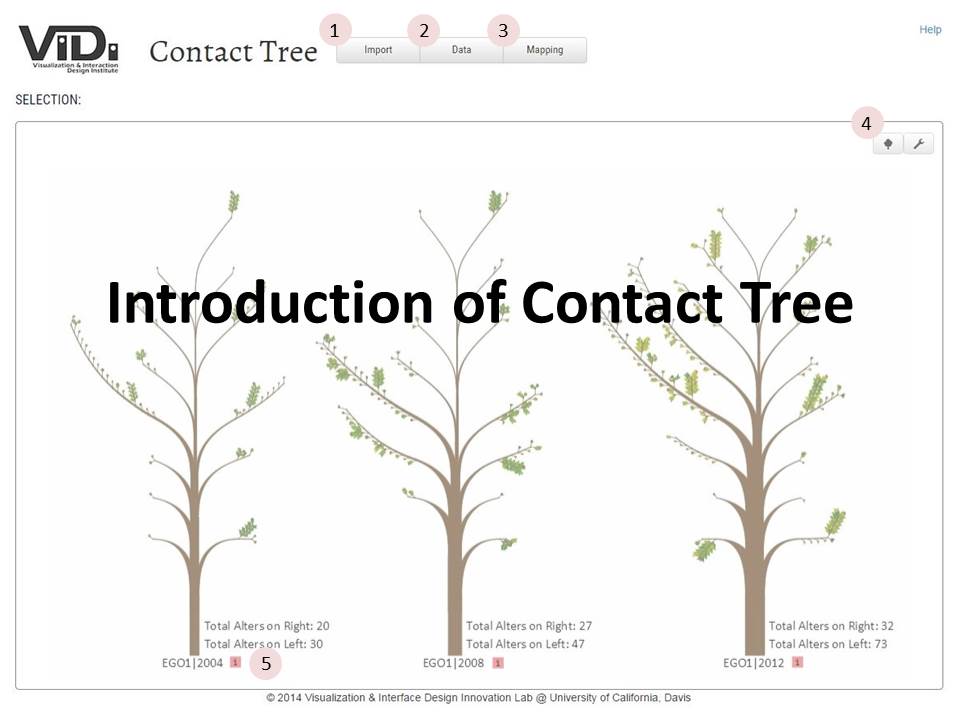 ViDi
Visualization & Interaction
Design Institute
Contact Tree
1
2
3
Import
Data
Mapping
Help
SELECTION:
4
Introduction of Contact Tree
Total Alters on Right: 20
Total Alters on Left: 30
EGO1|2004 1
5
Total Alters on Right: 27
Total Alters on Left: 47
EGO1|2008 1
Total Alters on Right: 32
Total Alters on Left: 73
EGO1|2012 1
© 2014 Visualization & Interface Design Innovation Lab @ University of California, Davis